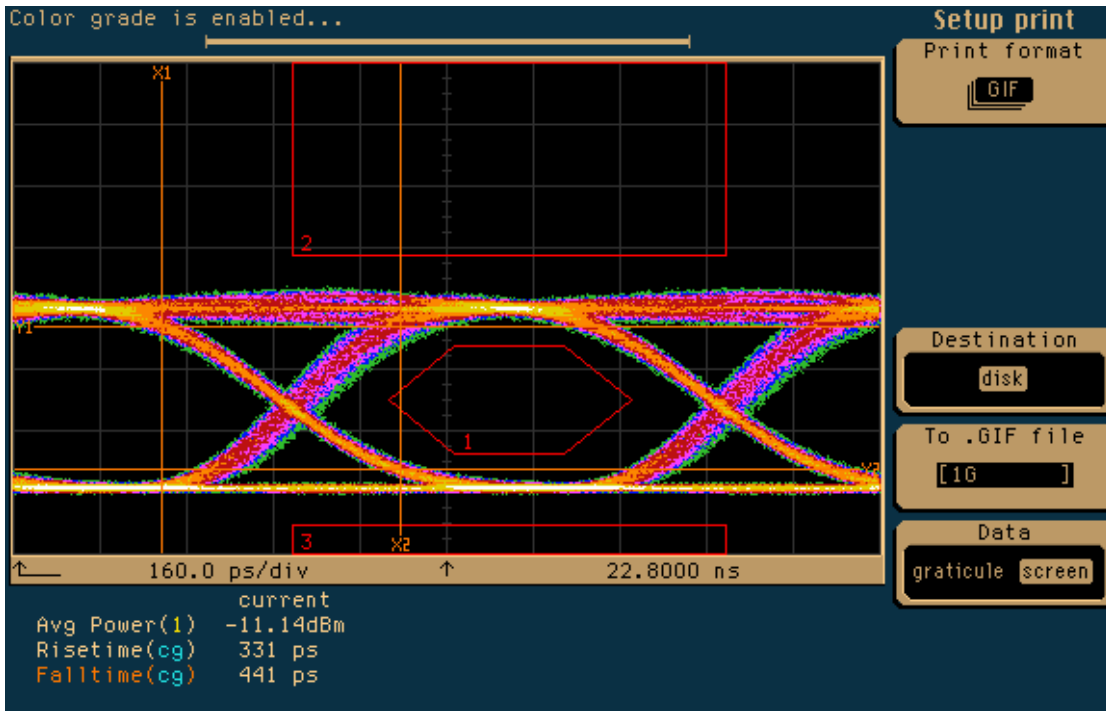 Color grade is enabled...
Setup print
Print format
GIF
X1
2
Y1
1
Y2
3
X2
Destination
disk
To .GIF file
[1G ]
Data
graticule screen
160.0 ps/div
22.8000 ns
current
Avg Power(1) -11.14dBm
Risetime(cg) 331 ps
Falltime(cg) 441 ps